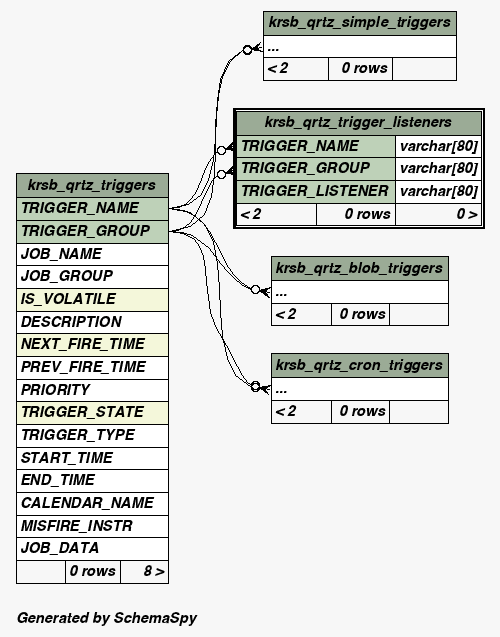 krsb_qrtz_simple_triggers
...
< 2 0 rows
krsb_qrtz_trigger_listeners
TRIGGER_NAME varchar[80]
TRIGGER_GROUP varchar[80]
TRIGGER_LISTENER varchar[80]
< 2 0 rows 0 >
krsb_qrtz_triggers
TRIGGER_NAME
TRIGGER_GROUP
JOB_NAME
JOB_GROUP
IS_VOLATILE
DESCRIPTION
NEXT_FIRE_TIME
PREV_FIRE_TIME
PRIORITY
TRIGGER_STATE
TRIGGER_TYPE
START_TIME
END_TIME
CALENDAR_NAME
MISFIRE_INSTR
JOB_DATA
0 rows 8 >
krsb_qrtz_blob_triggers
...
< 2 0 rows
krsb_qrtz_cron_triggers
...
< 2 0 rows
Generated by SchemaSpy